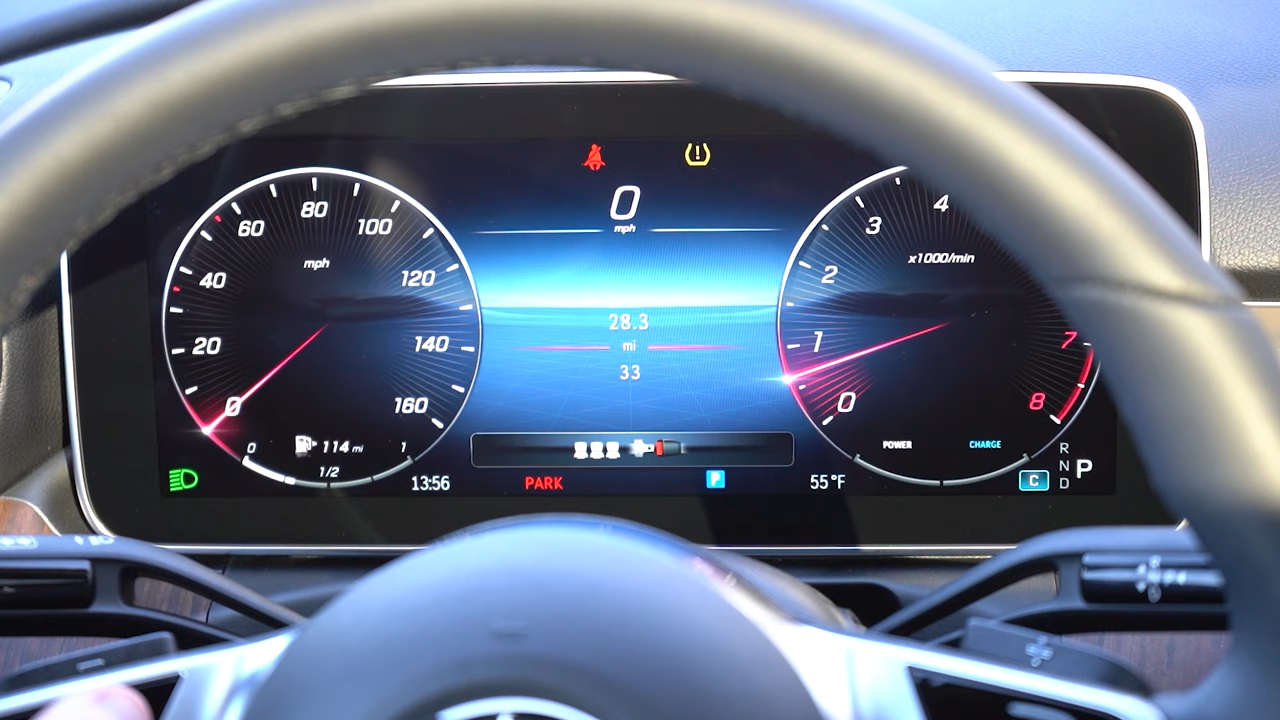 0
mph
0
20
40
60
80
100
120
140
160
mph
114 mi
0 1/2 1
28.3
mi
33
0
1
2
3
4
7
8
x1000/min
POWER CHARGE
13:56 PARK P 55°F C
R
N
D
P